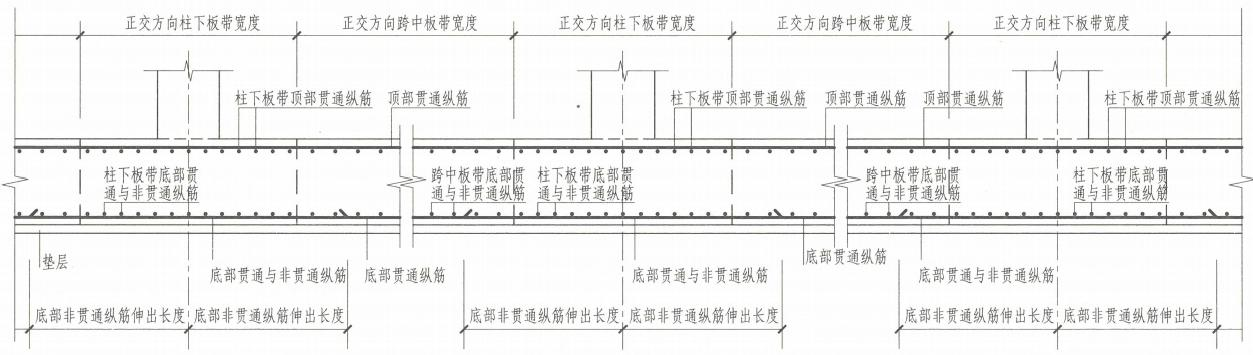 正交方向柱下板带宽度
正交方向跨中板带宽度
正交方向柱下板带宽度
正交方向跨中板带宽度
正交方向柱下板带宽度
柱下板带顶部贯通纵筋
顶部贯通纵筋
柱下板带顶部贯通纵筋
顶部贯通纵筋
顶部贯通纵筋
柱下板带顶部贯通纵筋
柱下板带底部贯
通与非贯通纵筋
跨中板带底部贯
通与非贯通纵筋
柱下板带底部贯
通与非贯通纵筋
跨中板带底部贯
通与非贯通纵筋
柱下板带底部贯
通与非贯通纵筋
垫层
底部贯通与非贯通纵筋
底部贯通纵筋
底部贯通与非贯通纵筋
底部贯通纵筋
底部贯通与非贯通纵筋
底部非贯通纵筋伸出长度
底部非贯通纵筋伸出长度
底部非贯通纵筋伸出长度
底部非贯通纵筋伸出长度
底部非贯通纵筋伸出长度
底部非贯通纵筋伸出长度